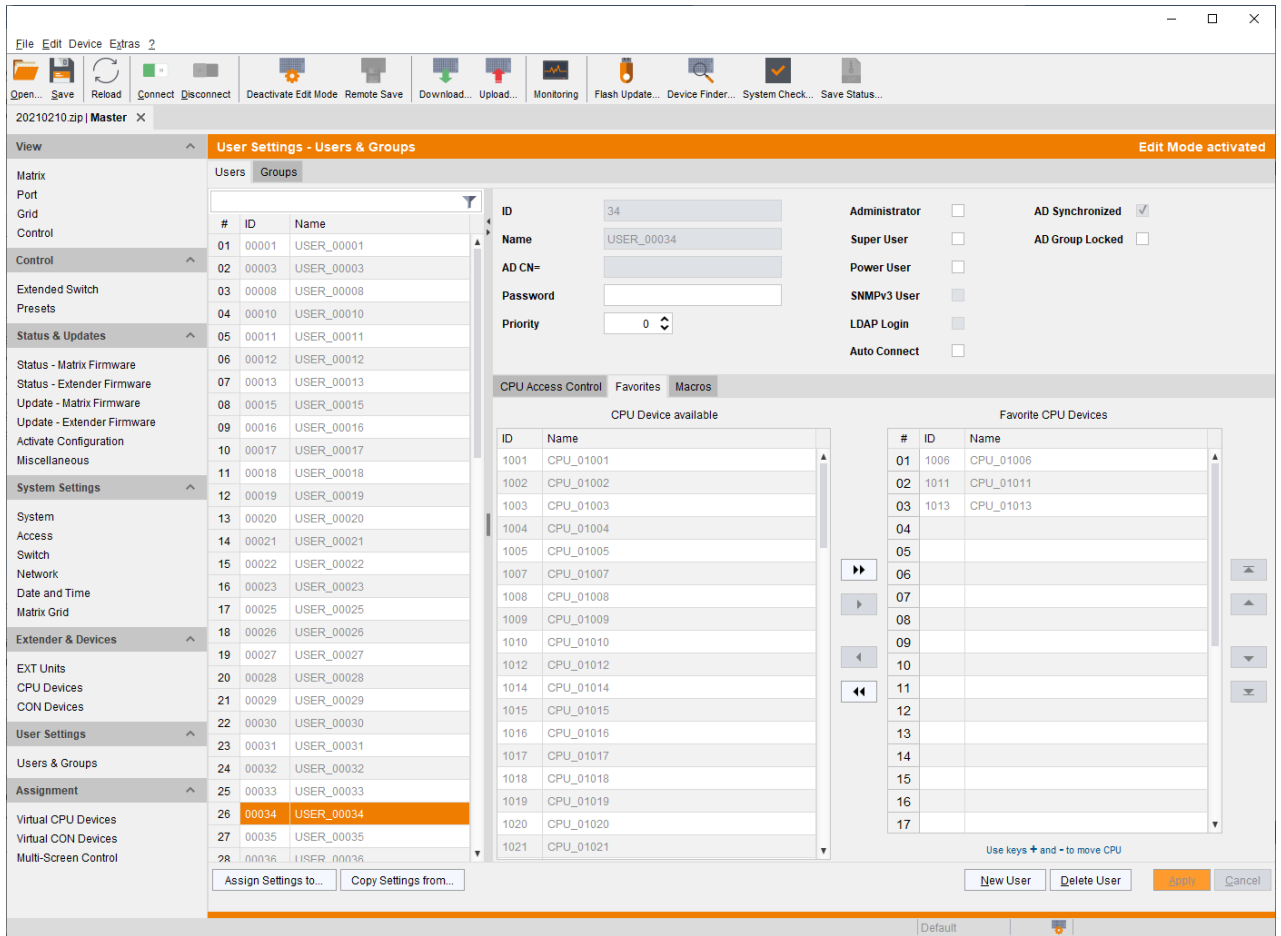 File Edit Device Extras ?
Open... Save Reload Connect Disconnect Deactivate Edit Mode Remote Save Download... Upload... Monitoring Flash Update... Device Finder... System Check... Save Status...
20210210.zip | Master
View
Matrix
Port
Grid
Control
Control
Extended Switch
Presets
Status & Updates
Status - Matrix Firmware
Status - Extender Firmware
Update - Matrix Firmware
Update - Extender Firmware
Activate Configuration
Miscellaneous
System Settings
System
Access
Switch
Network
Date and Time
Matrix Grid
Extender & Devices
EXT Units
CPU Devices
CON Devices
User Settings
Users & Groups
Assignment
Virtual CPU Devices
Virtual CON Devices
Multi-Screen Control
User Settings - Users & Groups Edit Mode activated
Users Groups
# ID Name
01 00001 USER_00001
02 00003 USER_00003
03 00008 USER_00008
04 00010 USER_00010
05 00011 USER_00011
06 00012 USER_00012
07 00013 USER_00013
08 00015 USER_00015
09 00016 USER_00016
10 00017 USER_00017
11 00018 USER_00018
12 00019 USER_00019
13 00020 USER_00020
14 00021 USER_00021
15 00022 USER_00022
16 00023 USER_00023
17 00025 USER_00025
18 00026 USER_00026
19 00027 USER_00027
20 00028 USER_00028
21 00029 USER_00029
22 00030 USER_00030
23 00031 USER_00031
24 00032 USER_00032
25 00033 USER_00033
26 00034 USER_00034
27 00035 USER_00035
28 00036 USER_00036
Assign Settings to... Copy Settings from...
ID 34
Name USER_00034
AD CN=
Password
Priority 0
Administrator
Super User
Power User
SNMPv3 User
LDAP Login
Auto Connect
AD Synchronized
AD Group Locked
CPU Access Control Favorites Macros
CPU Device available
ID Name
1001 CPU_01001
1002 CPU_01002
1003 CPU_01003
1004 CPU_01004
1005 CPU_01005
1007 CPU_01007
1008 CPU_01008
1009 CPU_01009
1010 CPU_01010
1012 CPU_01012
1014 CPU_01014
1015 CPU_01015
1016 CPU_01016
1017 CPU_01017
1018 CPU_01018
1019 CPU_01019
1020 CPU_01020
1021 CPU_01021
Favorite CPU Devices
# ID Name
01 1006 CPU_01006
02 1011 CPU_01011
03 1013 CPU_01013
04
05
06
07
08
09
10
11
12
13
14
15
16
17
Use keys + and - to move CPU
New User Delete User Apply Cancel
Default